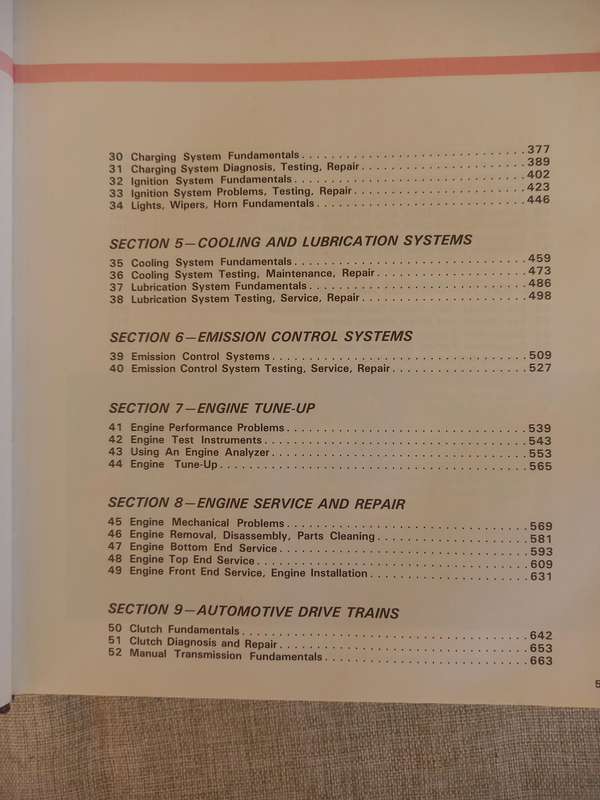 30 Charging System Fundamentals . . . . . . . . . . . . . . . . . . . . . . . . . . . . . . 377
31 Charging System Diagnosis, Testing, Repair . . . . . . . . . . . . . . . . . . . . . . 389
32 Ignition System Fundamentals . . . . . . . . . . . . . . . . . . . . . . . . . . . . . . . 402
33 Ignition System Problems, Testing, Repair . . . . . . . . . . . . . . . . . . . . . . . 423
34 Lights, Wipers, Horn Fundamentals . . . . . . . . . . . . . . . . . . . . . . . . . . . . 446
SECTION 5—COOLING AND LUBRICATION SYSTEMS
35 Cooling System Fundamentals . . . . . . . . . . . . . . . . . . . . . . . . . . . . . . . 459
36 Cooling System Testing, Maintenance, Repair . . . . . . . . . . . . . . . . . . . . 473
37 Lubrication System Fundamentals . . . . . . . . . . . . . . . . . . . . . . . . . . . . . 486
38 Lubrication System Testing, Service, Repair . . . . . . . . . . . . . . . . . . . . . . 498
SECTION 6—EMISSION CONTROL SYSTEMS
39 Emission Control Systems . . . . . . . . . . . . . . . . . . . . . . . . . . . . . . . . . . 509
40 Emission Control System Testing, Service, Repair . . . . . . . . . . . . . . . . . . 527
SECTION 7—ENGINE TUNE-UP
41 Engine Performance Problems . . . . . . . . . . . . . . . . . . . . . . . . . . . . . . . . 539
42 Engine Test Instruments . . . . . . . . . . . . . . . . . . . . . . . . . . . . . . . . . . . 543
43 Using An Engine Analyzer . . . . . . . . . . . . . . . . . . . . . . . . . . . . . . . . . . 553
44 Engine Tune-Up . . . . . . . . . . . . . . . . . . . . . . . . . . . . . . . . . . . . . . . . . 565
SECTION 8—ENGINE SERVICE AND REPAIR
45 Engine Mechanical Problems . . . . . . . . . . . . . . . . . . . . . . . . . . . . . . . . 569
46 Engine Removal, Disassembly, Parts Cleaning . . . . . . . . . . . . . . . . . . . . 581
47 Engine Bottom End Service . . . . . . . . . . . . . . . . . . . . . . . . . . . . . . . . . 593
48 Engine Top End Service . . . . . . . . . . . . . . . . . . . . . . . . . . . . . . . . . . . . 609
49 Engine Front End Service, Engine Installation . . . . . . . . . . . . . . . . . . . . . 631
SECTION 9—AUTOMOTIVE DRIVE TRAINS
50 Clutch Fundamentals . . . . . . . . . . . . . . . . . . . . . . . . . . . . . . . . . . . . . . 642
51 Clutch Diagnosis and Repair . . . . . . . . . . . . . . . . . . . . . . . . . . . . . . . . . 653
52 Manual Transmission Fundamentals . . . . . . . . . . . . . . . . . . . . . . . . . . . 663
5